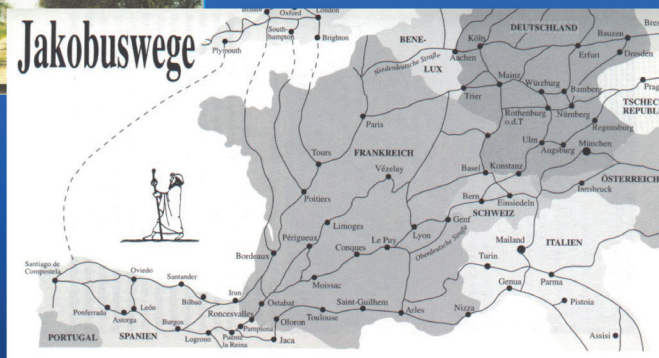 Jakobuswege
Bristol
Oxford
London
South-
hampton
Brighton
Plymouth
BENE-
LUX
Niederdeutsche Straße
DEUTSCHLAND
Köln
Aachen
Erfurt
Bauzen
Dresden
Mainz
Trier
Würzburg
Bamberg
Prag
TSCHEC
REPUBL
Rothenburg
o.d.T
Nürnberg
Regensburg
Ulm
Augsburg
München
Paris
FRANKREICH
Tours
Vézelay
Basel
Konstanz
ÖSTERREICH
Innsbruck
Poitiers
Bern
Einsiedeln
SCHWEIZ
Limoges
Périgueux
Conques
Le Puy
Lyon
Genf
Oberdeutsche Straße
Mailand
ITALIEN
Turin
Bordeaux
Moissac
Genua
Parma
Santiago de
Compostela
Oviedo
Santander
Bilbao
Irun
Ostabat
Saint-Guilhem
Toulouse
Arles
Nizza
Pistoia
Ponferrada
León
Astorga
Burgos
Roncesvalles
Pamplona
Oloron
Logrono
Puente
la Reina
Jaca
PORTUGAL
SPANIEN
Assisi